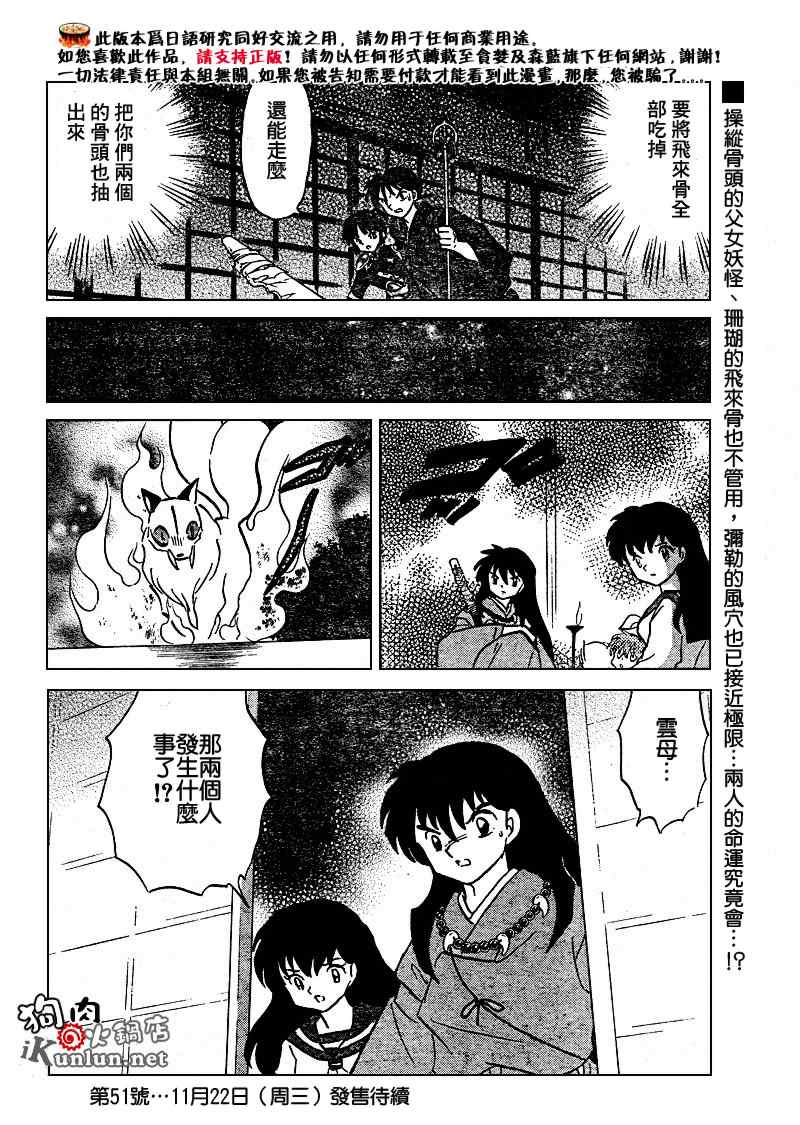 此版本爲日語研究同好交流之用，請勿用于任何商業用途。
如您喜歡此作品，請支持正版！請勿以任何形式轉載至貪婪及森藍旗下任何網站，謝謝！
一切法律責任與本組無關。如果您被告知需要付款才能看到此漫畫，那麼，您被騙了....
■操縱骨頭的父女妖怪、珊瑚的飛來骨也不管用，彌勒的風穴也已接近極限…兩人的命運究竟會…!?
要將飛來骨全
部吃掉
還能走麼
把你們兩個
的骨頭也抽
出來
雲母…
那兩個人
發生什麼
事了!?
狗肉
火鍋店
iKunlun.net
第51號…11月22日（周三）發售待續